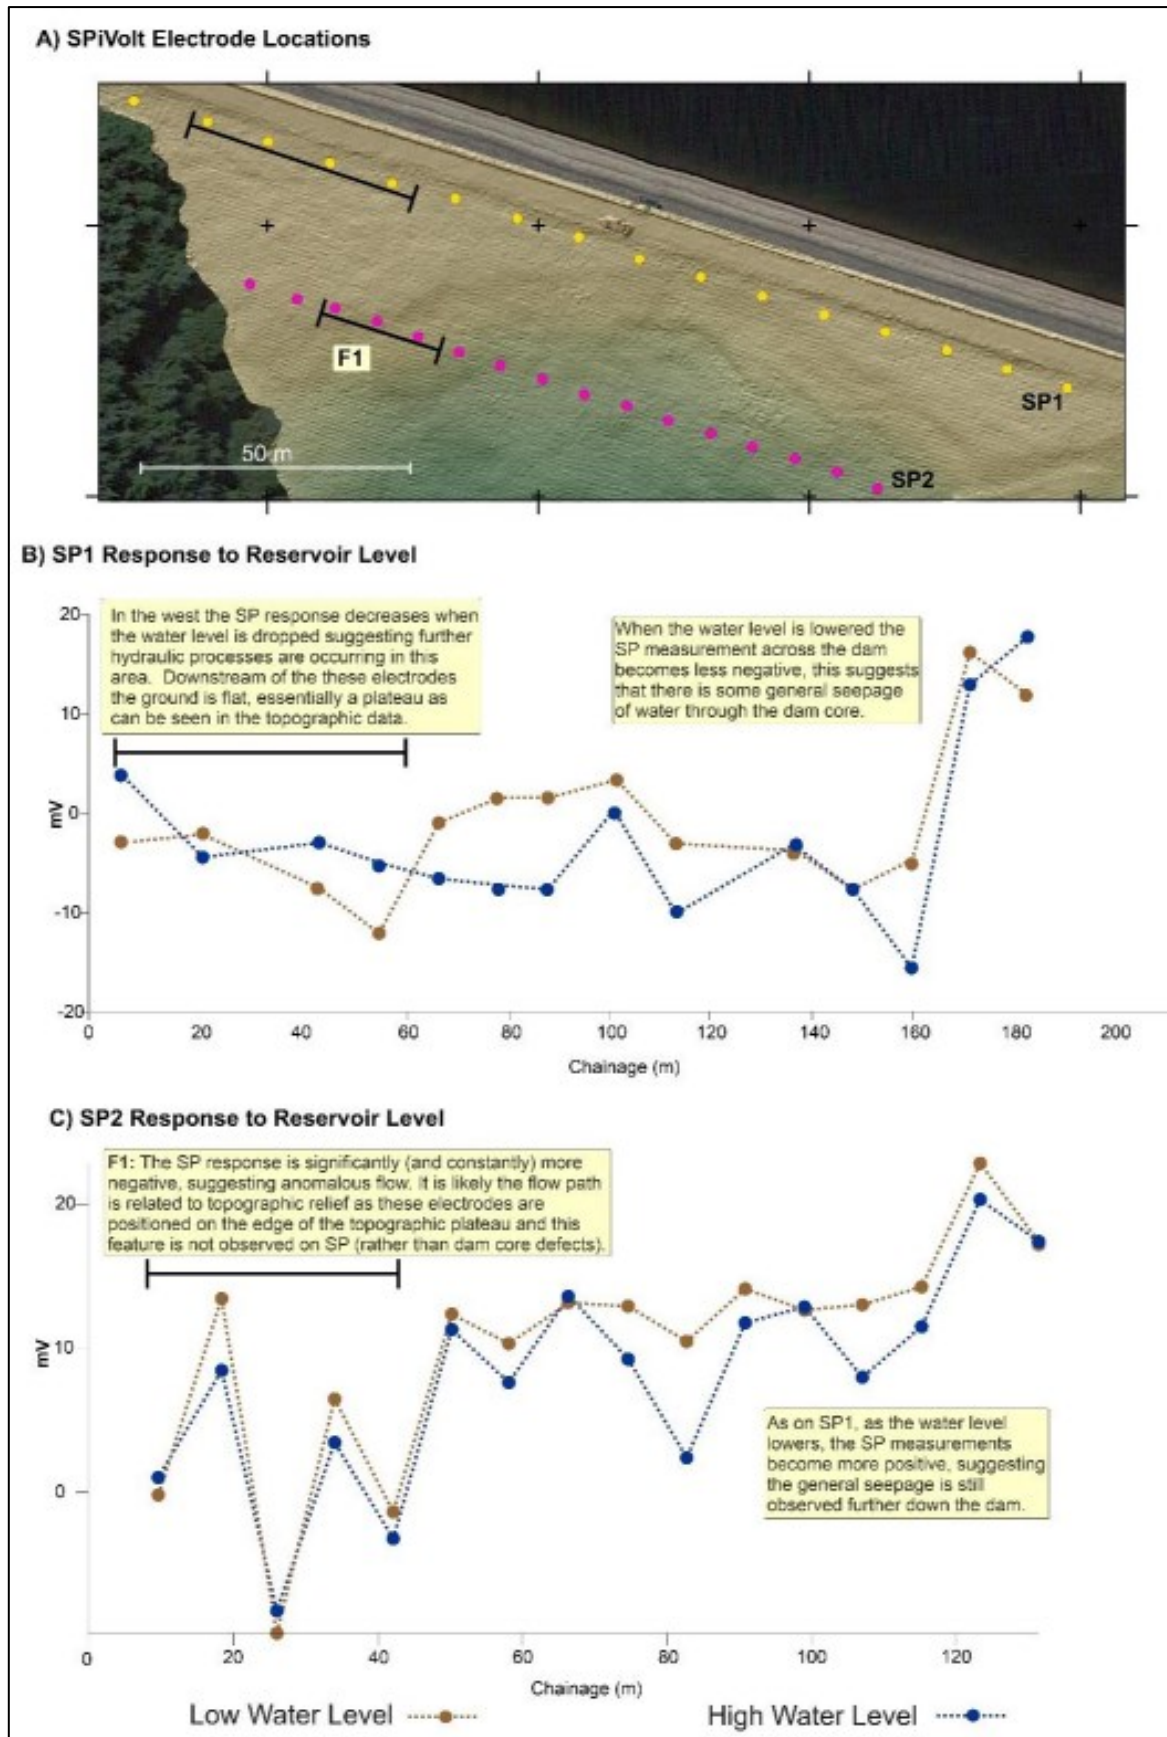 A) SPiVolt Electrode Locations
F1
SP1
50 m
SP2
B) SP1 Response to Reservoir Level
In the west the SP response decreases when
the water level is dropped suggesting further
hydraulic processes are occurring in this
area. Downstream of the these electrodes
the ground is flat, essentially a plateau as
can be seen in the topographic data.
When the water level is lowered the
SP measurement across the dam
becomes less negative, this suggests
that there is some general seepage
of water through the dam core.
20
10
0
-10
-20
mV
0 20 40 60 80 100 120 140 160 180 200
Chainage (m)
C) SP2 Response to Reservoir Level
F1: The SP response is significantly (and constantly) more
negative, suggesting anomalous flow. It is likely the flow path
is related to topographic relief as these electrodes are
positioned on the edge of the topographic plateau and this
feature is not observed on SP (rather than dam core defects).
20
10
0
mV
As on SP1, as the water level
lowers, the SP measurements
become more positive, suggesting
the general seepage is still
observed further down the dam.
0 20 40 60 80 100 120
Chainage (m)
Low Water Level
High Water Level